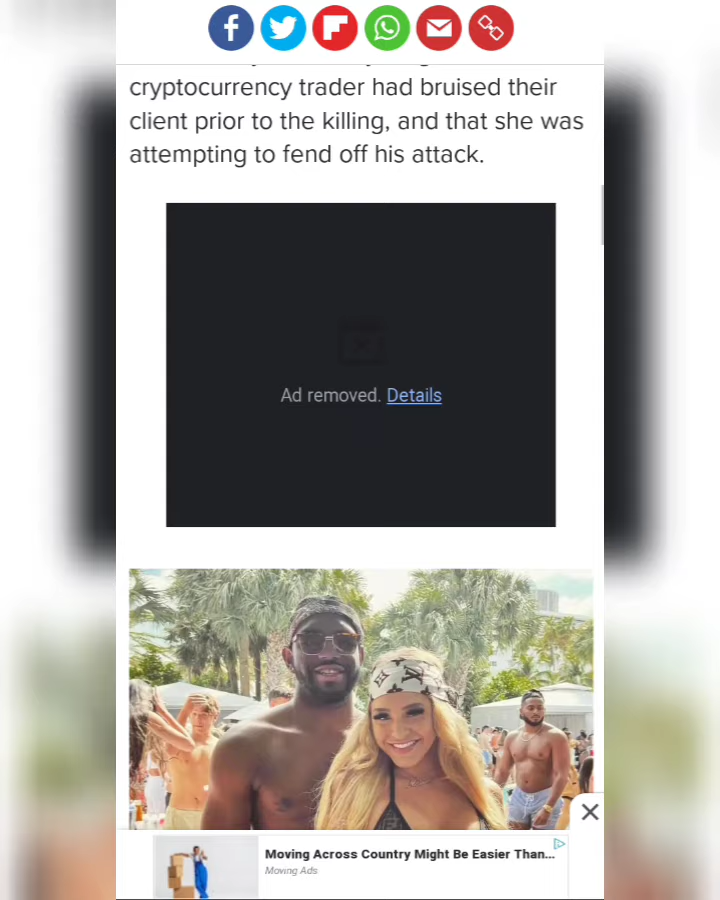 cryptocurrency trader had bruised their
client prior to the killing, and that she was
attempting to fend off his attack.
Ad removed. Details
Moving Across Country Might Be Easier Than...
Moving Ads